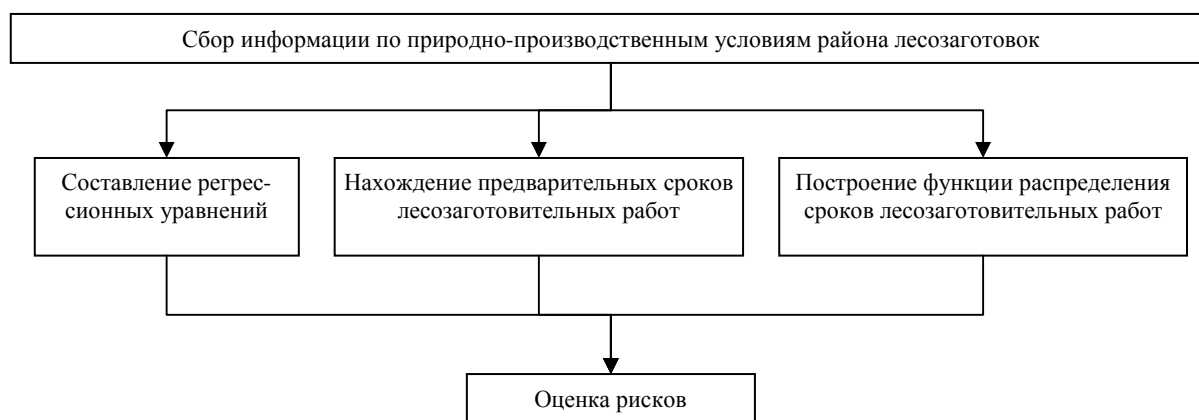 Сбор информации по природно-производственным условиям района лесозаготовок
Составление регрес-
сионных уравнений
Нахождение предварительных сроков
лесозаготовительных работ
Построение функции распределения
сроков лесозаготовительных работ
Оценка рисков